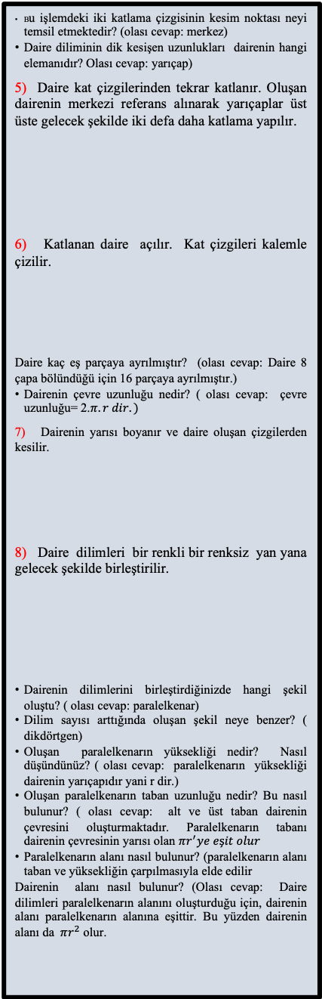 • Bu işlemdeki iki katlama çizgisinin kesim noktası neyi
temsil etmektedir? (olası cevap: merkez)
• Daire diliminin dik kesişen uzunlukları dairenin hangi
elemanıdır? Olası cevap: yarıçap)
5) Daire kat çizgilerinden tekrar katlanır. Oluşan
dairenin merkezi referans alınarak yarıçaplar üst
üste gelecek şekilde iki defa daha katlama yapılır.
6) Katlanan daire açılır. Kat çizgileri kalemle
çizilir.
Daire kaç eş parçaya ayrılmıştır? (olası cevap: Daire 8
çapa bölündüğü için 16 parçaya ayrılmıştır.)
• Dairenin çevre uzunluğu nedir? ( olası cevap: çevre
uzunluğu= 2.π.r dir.)
7) Dairenin yarısı boyanır ve daire oluşan çizgilerden
kesilir.
8) Daire dilimleri bir renkli bir renksiz yan yana
gelecek şekilde birleştirilir.
• Dairenin dilimlerini birleştirdiğinizde hangi şekil
oluştu? ( olası cevap: paralelkenar)
• Dilim sayısı arttığında oluşan şekil neye benzer? (
dikdörtgen)
• Oluşan paralelkenarın yüksekliği nedir? Nasıl
düşündünüz? ( olası cevap: paralelkenarın yüksekliği
dairenin yarıçapıdır yani r dir.)
• Oluşan paralelkenarın taban uzunluğu nedir? Bu nasıl
bulunur? ( olası cevap: alt ve üst taban dairenin
çevresini oluşturmaktadır. Paralelkenarın tabanı
dairenin çevresinin yarısı olan πr′ye eşit olur
• Paralelkenarın alanı nasıl bulunur? (paralelkenarın alanı
taban ve yüksekliğin çarpılmasıyla elde edilir
Dairenin alanı nasıl bulunur? (Olası cevap: Daire
dilimleri paralelkenarın alanını oluşturduğu için, dairenin
alanı paralelkenarın alanına eşittir. Bu yüzden dairenin
alanı da πr² olur.